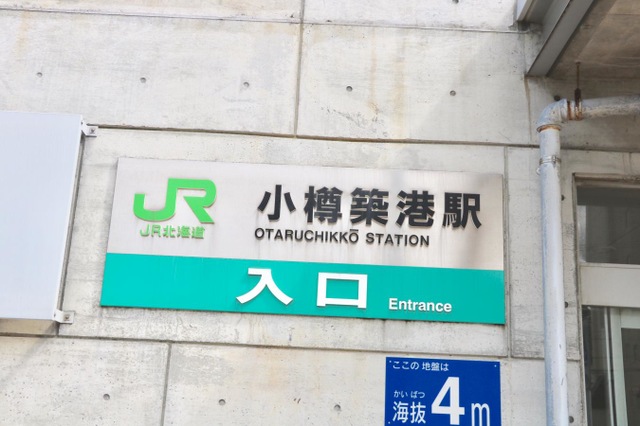 JR
JR北海道
小樽築港駅
OTARUCHIKKŌ STATION
入口 Entrance
ここの地盤は
かいばつ
海抜4m